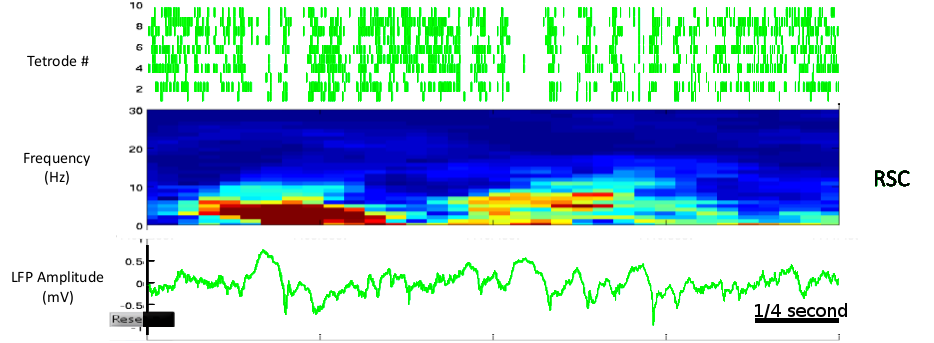 10
8
Tetrode #
6
4
2
30
Frequency
(Hz)
20
10
0
RSC
LFP Amplitude
(mV)
0.5
0
-0.5
-1
Rese
1/4 second